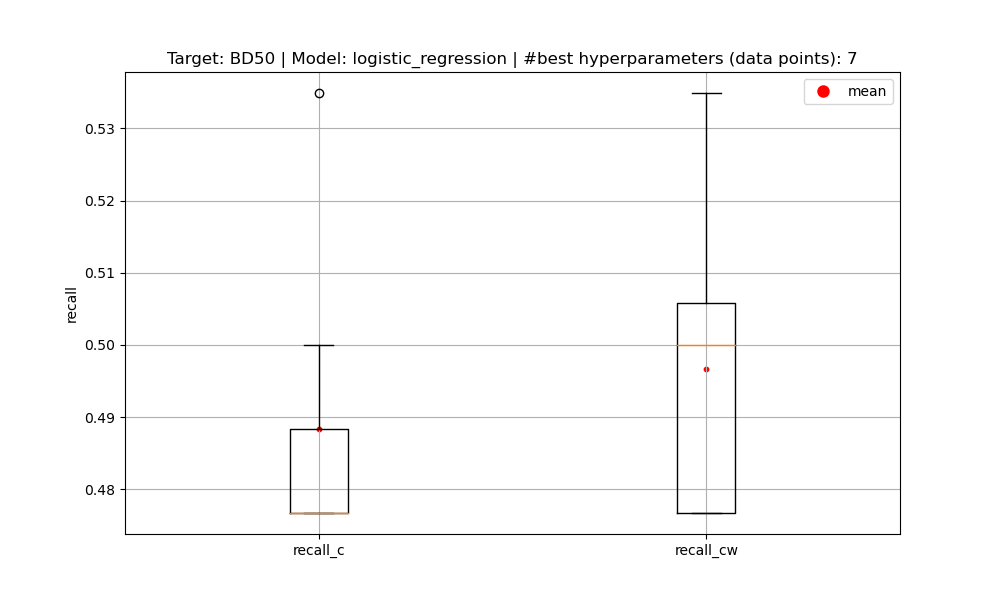 Target: BD50 | Model: logistic_regression | #best hyperparameters (data points): 7
mean
0.53
0.52
0.51
0.50
0.49
0.48
recall
recall_c
recall_cw